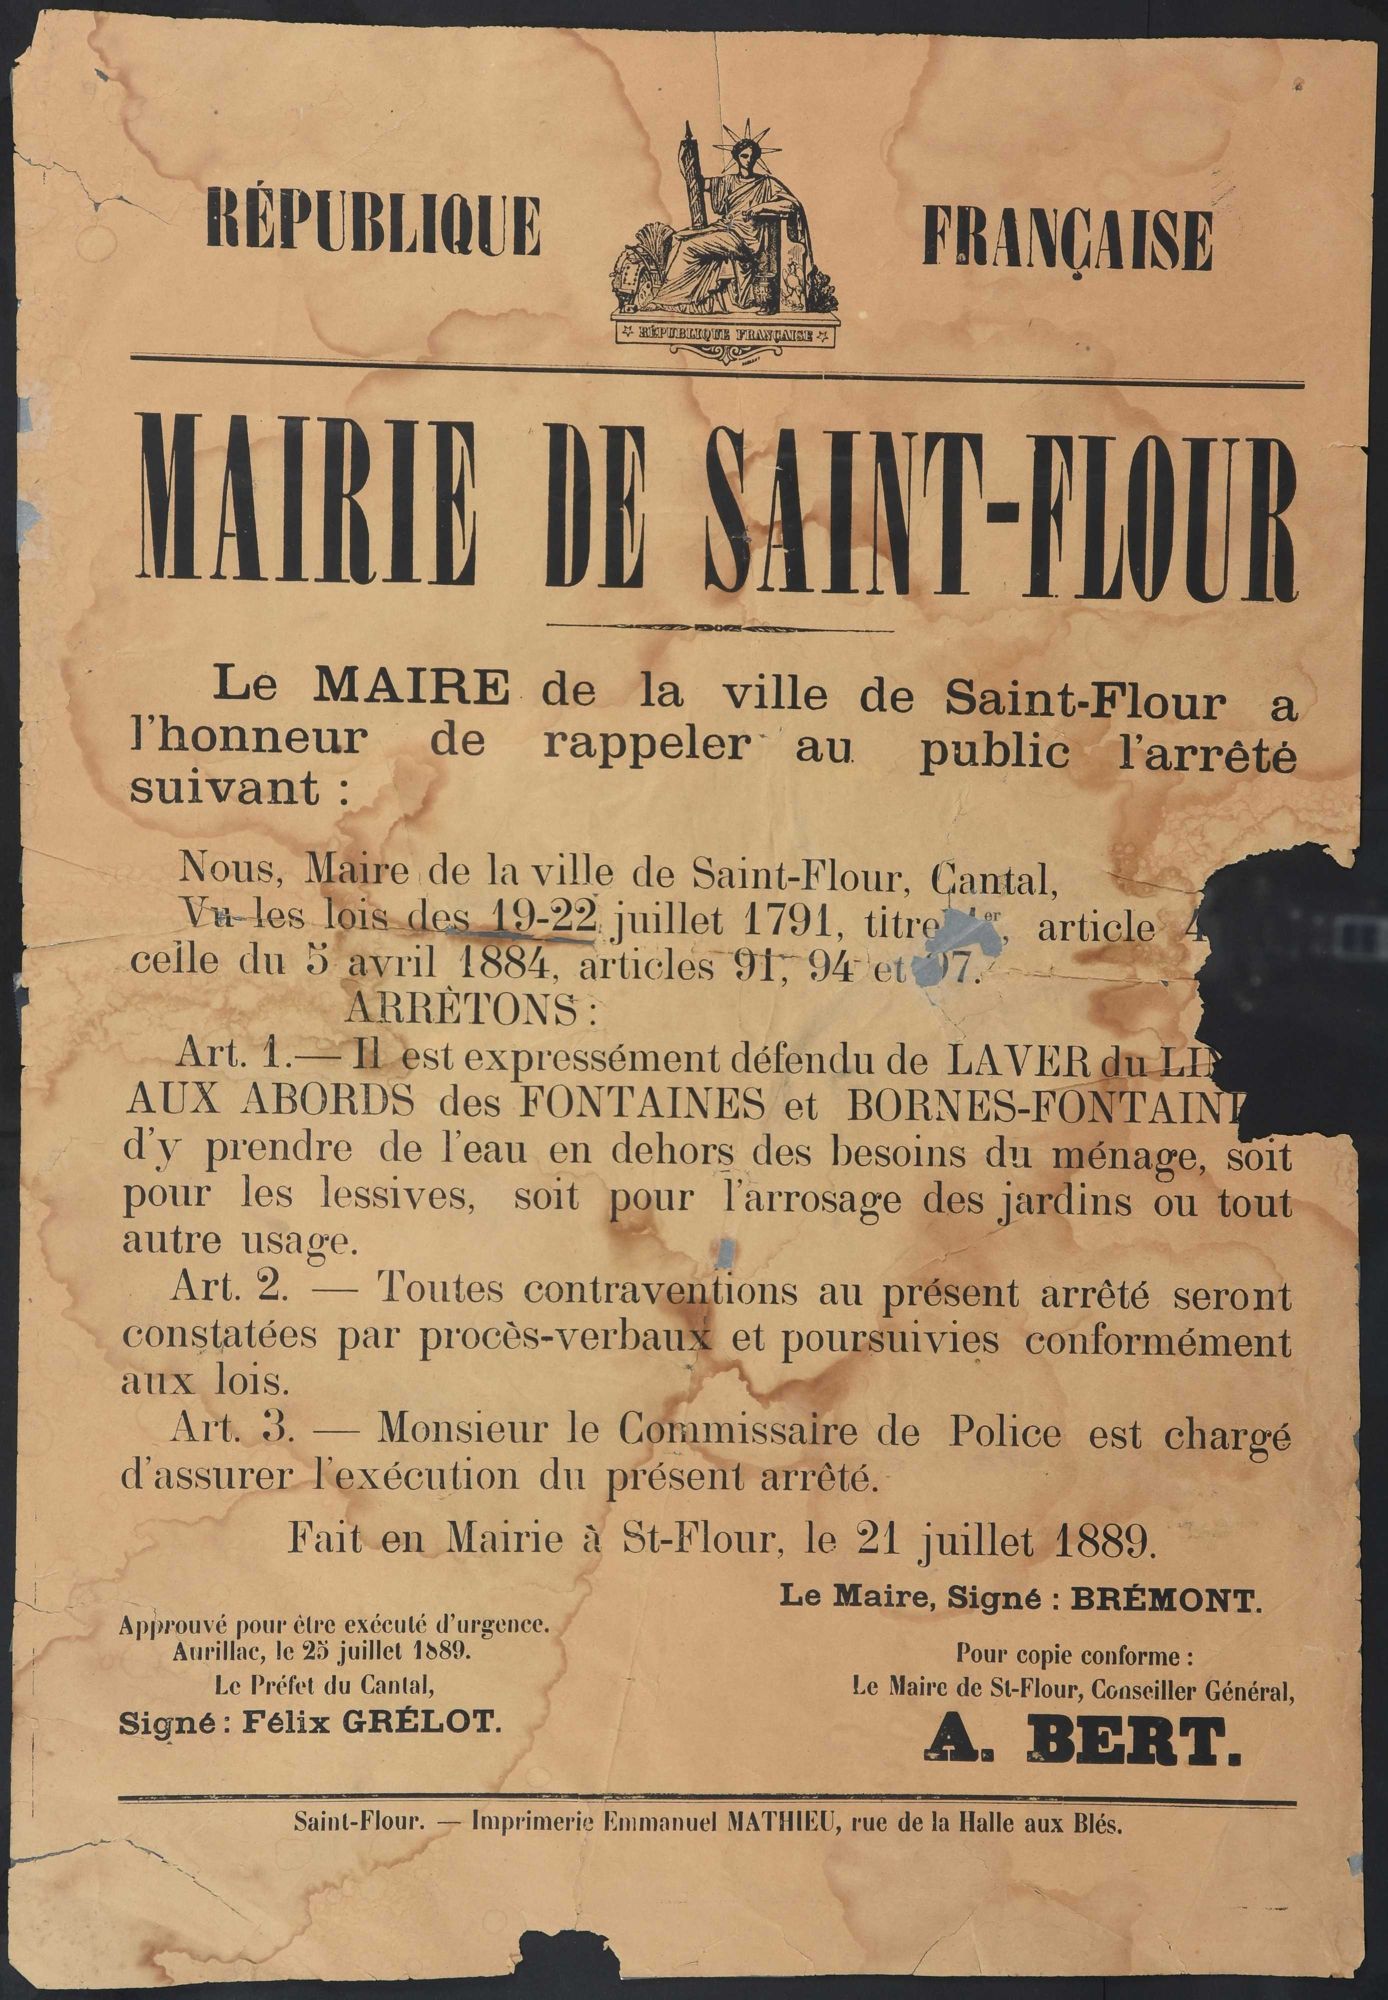 RÉPUBLIQUE FRANÇAISE
RÉPUBLIQUE FRANÇAISE
MAIRIE DE SAINT-FLOUR
Le MAIRE de la ville de Saint-Flour a
l'honneur de rappeler au public l'arrêté
suivant :
Nous, Maire de la ville de Saint-Flour, Cantal,
Vu les lois des 19-22 juillet 1791, titre 1er, article 4
celle du 5 avril 1884, articles 91, 94 et 97.
ARRÊTONS :
Art. 1. — Il est expressément défendu de LAVER du
AUX ABORDS des FONTAINES et BORNES-FONTAINE
d'y prendre de l'eau en dehors des besoins du ménage, soit
pour les lessives, soit pour l'arrosage des jardins ou tout
autre usage.
Art. 2. — Toutes contraventions au présent arrêté seront
constatées par procès-verbaux et poursuivies conformément
aux lois.
Art. 3. — Monsieur le Commissaire de Police est chargé
d'assurer l'exécution du présent arrêté.
Fait en Mairie à St-Flour, le 21 juillet 1889.
Le Maire, Signé : BRÉMONT.
Approuvé pour être exécuté d'urgence.
Aurillac, le 25 juillet 1889.
Le Préfet du Cantal,
Signé : Félix GRÉLOT.
Pour copie conforme :
Le Maire de St-Flour, Conseiller Général,
A. BERT.
Saint-Flour. — Imprimerie Emmanuel MATHIEU, rue de la Halle aux Blés.